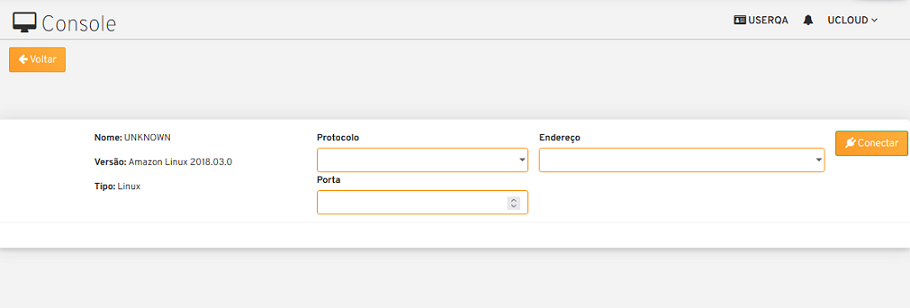 Console
USERQA
UCLOUD
Voltar
Nome: UNKNOWN
Protocolo
Endereço
Conectar
Versão: Amazon Linux 2018.03.0
Porta
Tipo: Linux